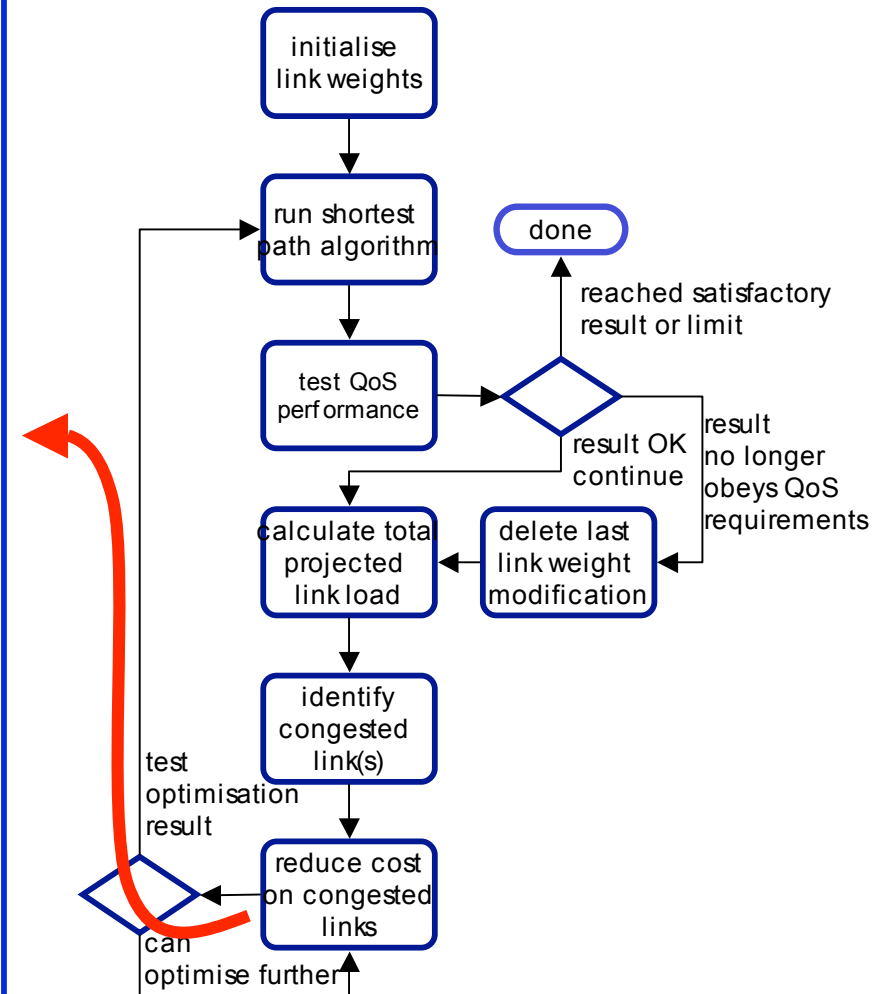 initialise
link weights
run shortest
path algorithm
done
reached satisfactory
result or limit
test QoS
performance
result OK
continue
result
no longer
obeys QoS
requirements
calculate total
projected
link load
delete last
link weight
modification
identify
congested
link(s)
test
optimisation
result
reduce cost
on congested
links
can
optimise further